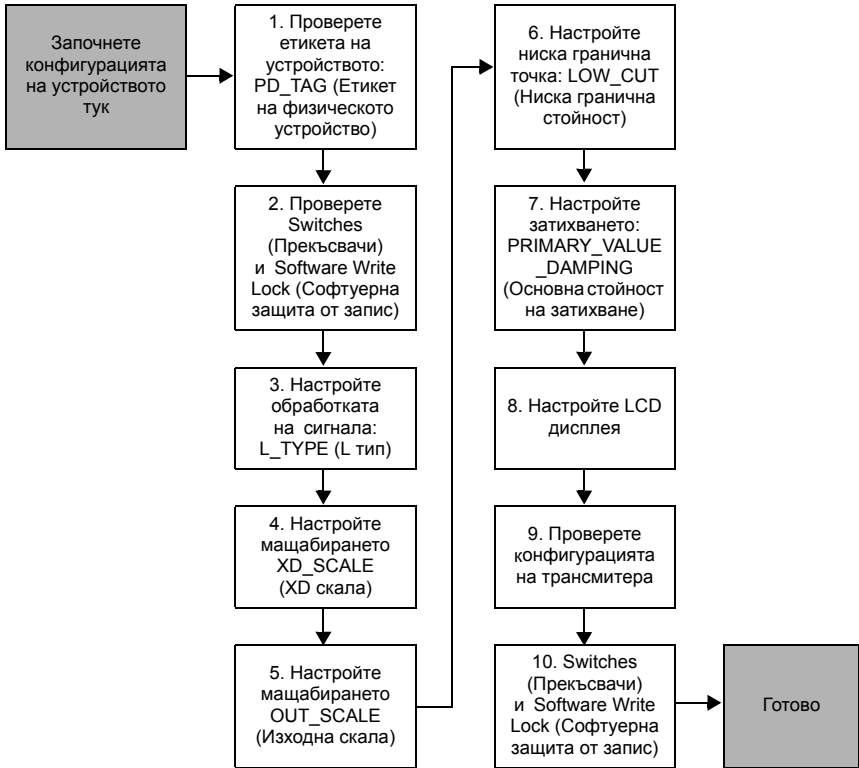 Започнете
конфигурацията
на устройството
тук
1. Проверете
етикета на
устройството:
PD_TAG (Етикет
на физическото
устройство)
2. Проверете
Switches
(Прекъсвачи)
и Software Write
Lock (Софтуерна
защита от запис)
3. Настройте
обработката
на сигнала:
L_TYPE (L тип)
4. Настройте
мащабирането
XD_SCALE
(XD скала)
5. Настройте
мащабирането
OUT_SCALE
(Изходна скала)
6. Настройте
ниска гранична
точка: LOW_CUT
(Ниска гранична
стойност)
7. Настройте
затихването:
PRIMARY_VALUE
_DAMPING
(Основна стойност
на затихване)
8. Настройте LCD
дисплея
9. Проверете
конфигурацията
на трансмитера
10. Switches
(Прекъсвачи)
и Software Write
Lock (Софтуерна
защита от запис)
Готово